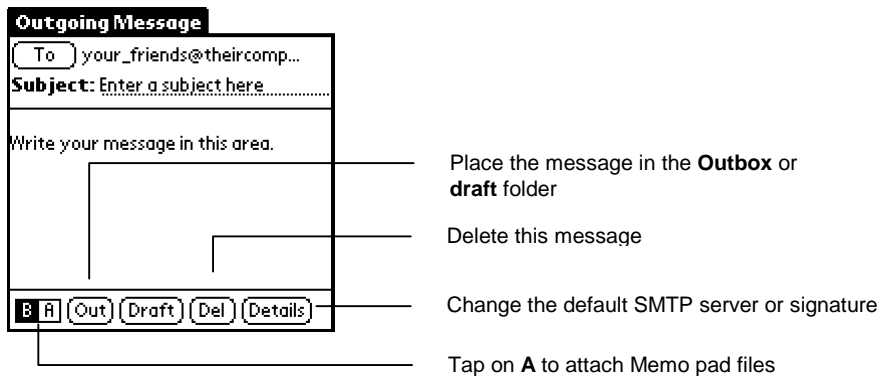 Outgoing Message
To your_friends@theircomp...
Subject: Enter a subject here
Write your message in this area.
Place the message in the Outbox or
draft folder
Delete this message
B A Out Draft Del Details
Change the default SMTP server or signature
Tap on A to attach Memo pad files